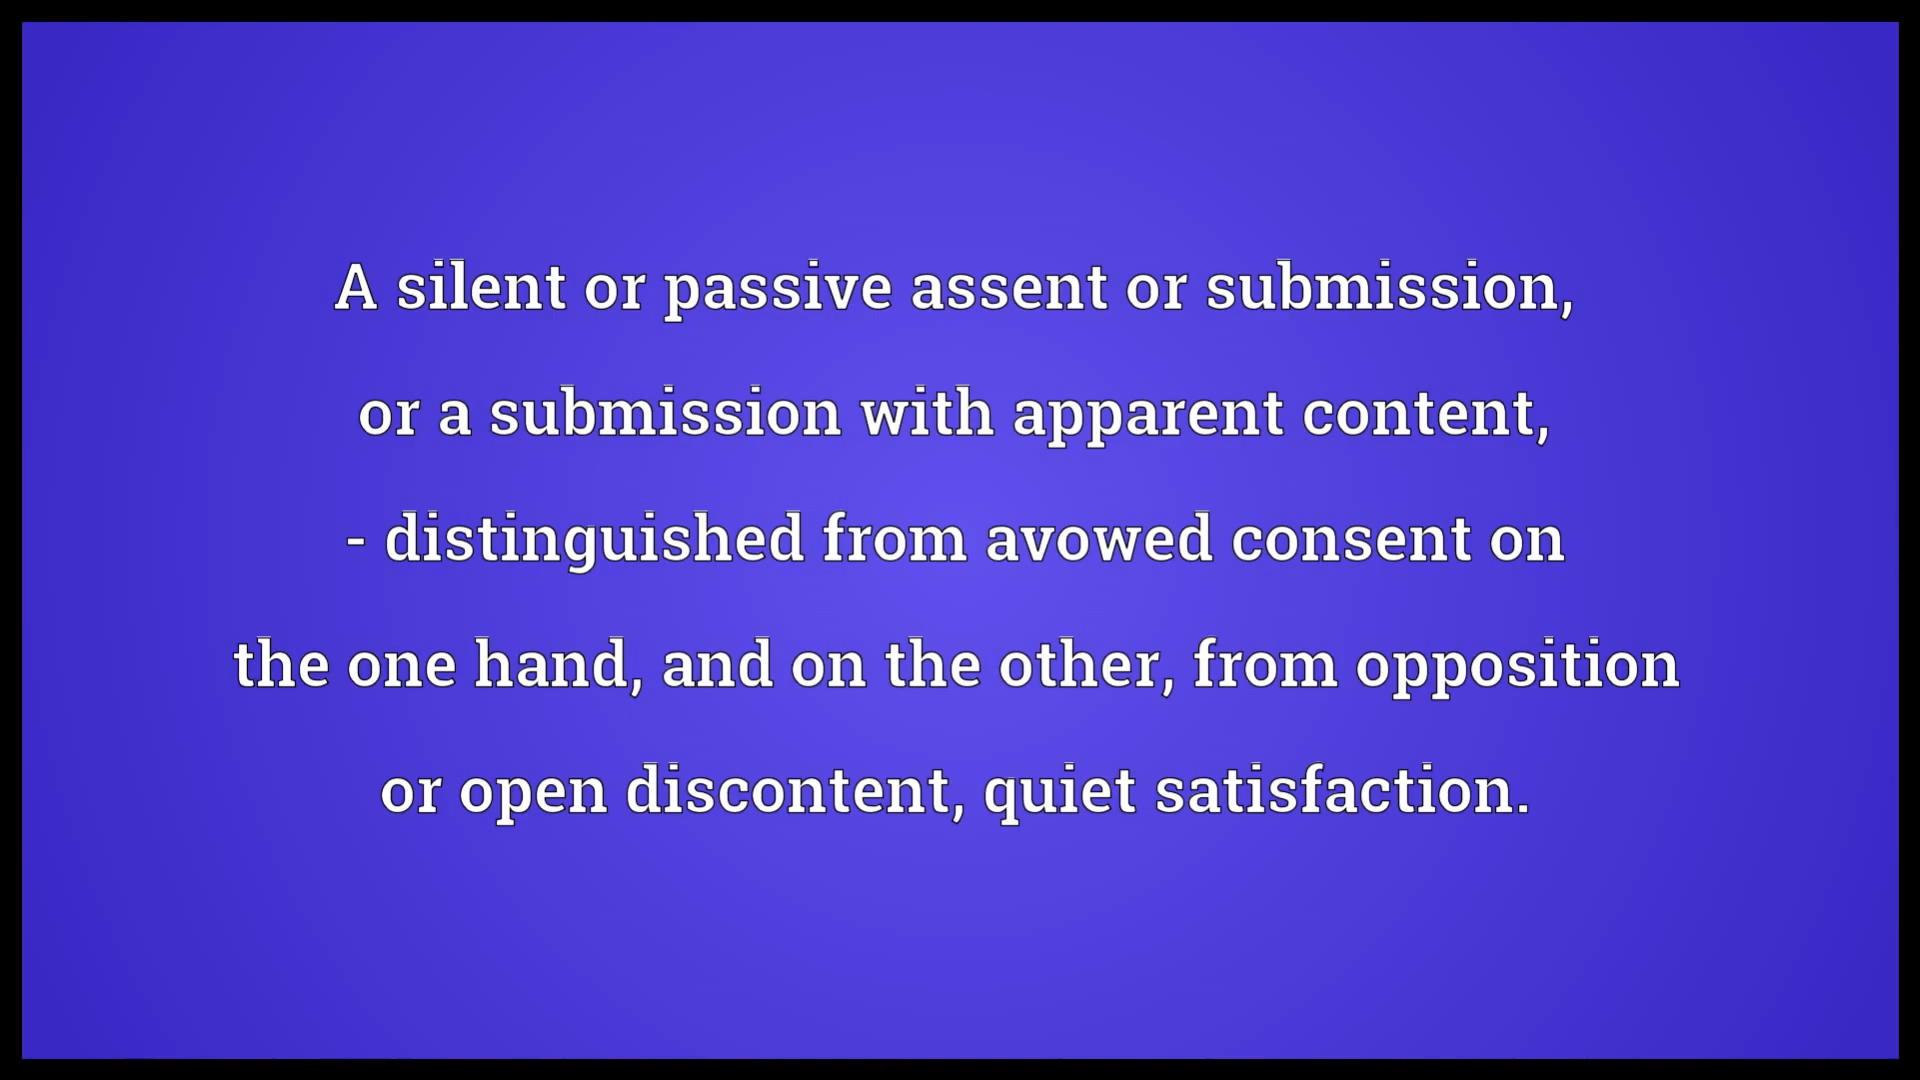 A silent or passive assent or submission,
or a submission with apparent content,
- distinguished from avowed consent on
the one hand, and on the other, from opposition
or open discontent, quiet satisfaction.